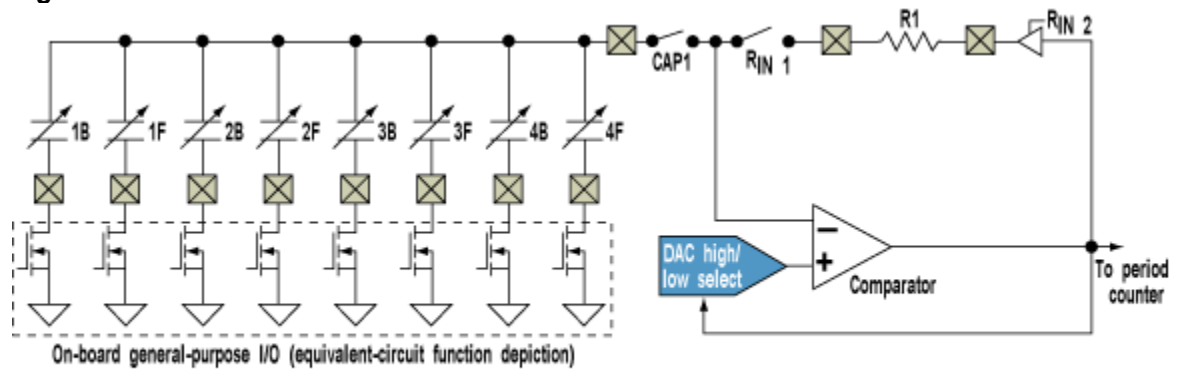 R1
RIN 2
CAP1
RIN 1
1B
1F
2B
2F
3B
3F
4B
4F
DAC high/
low select
Comparator
To period
counter
On-board general-purpose I/O (equivalent-circuit function depiction)